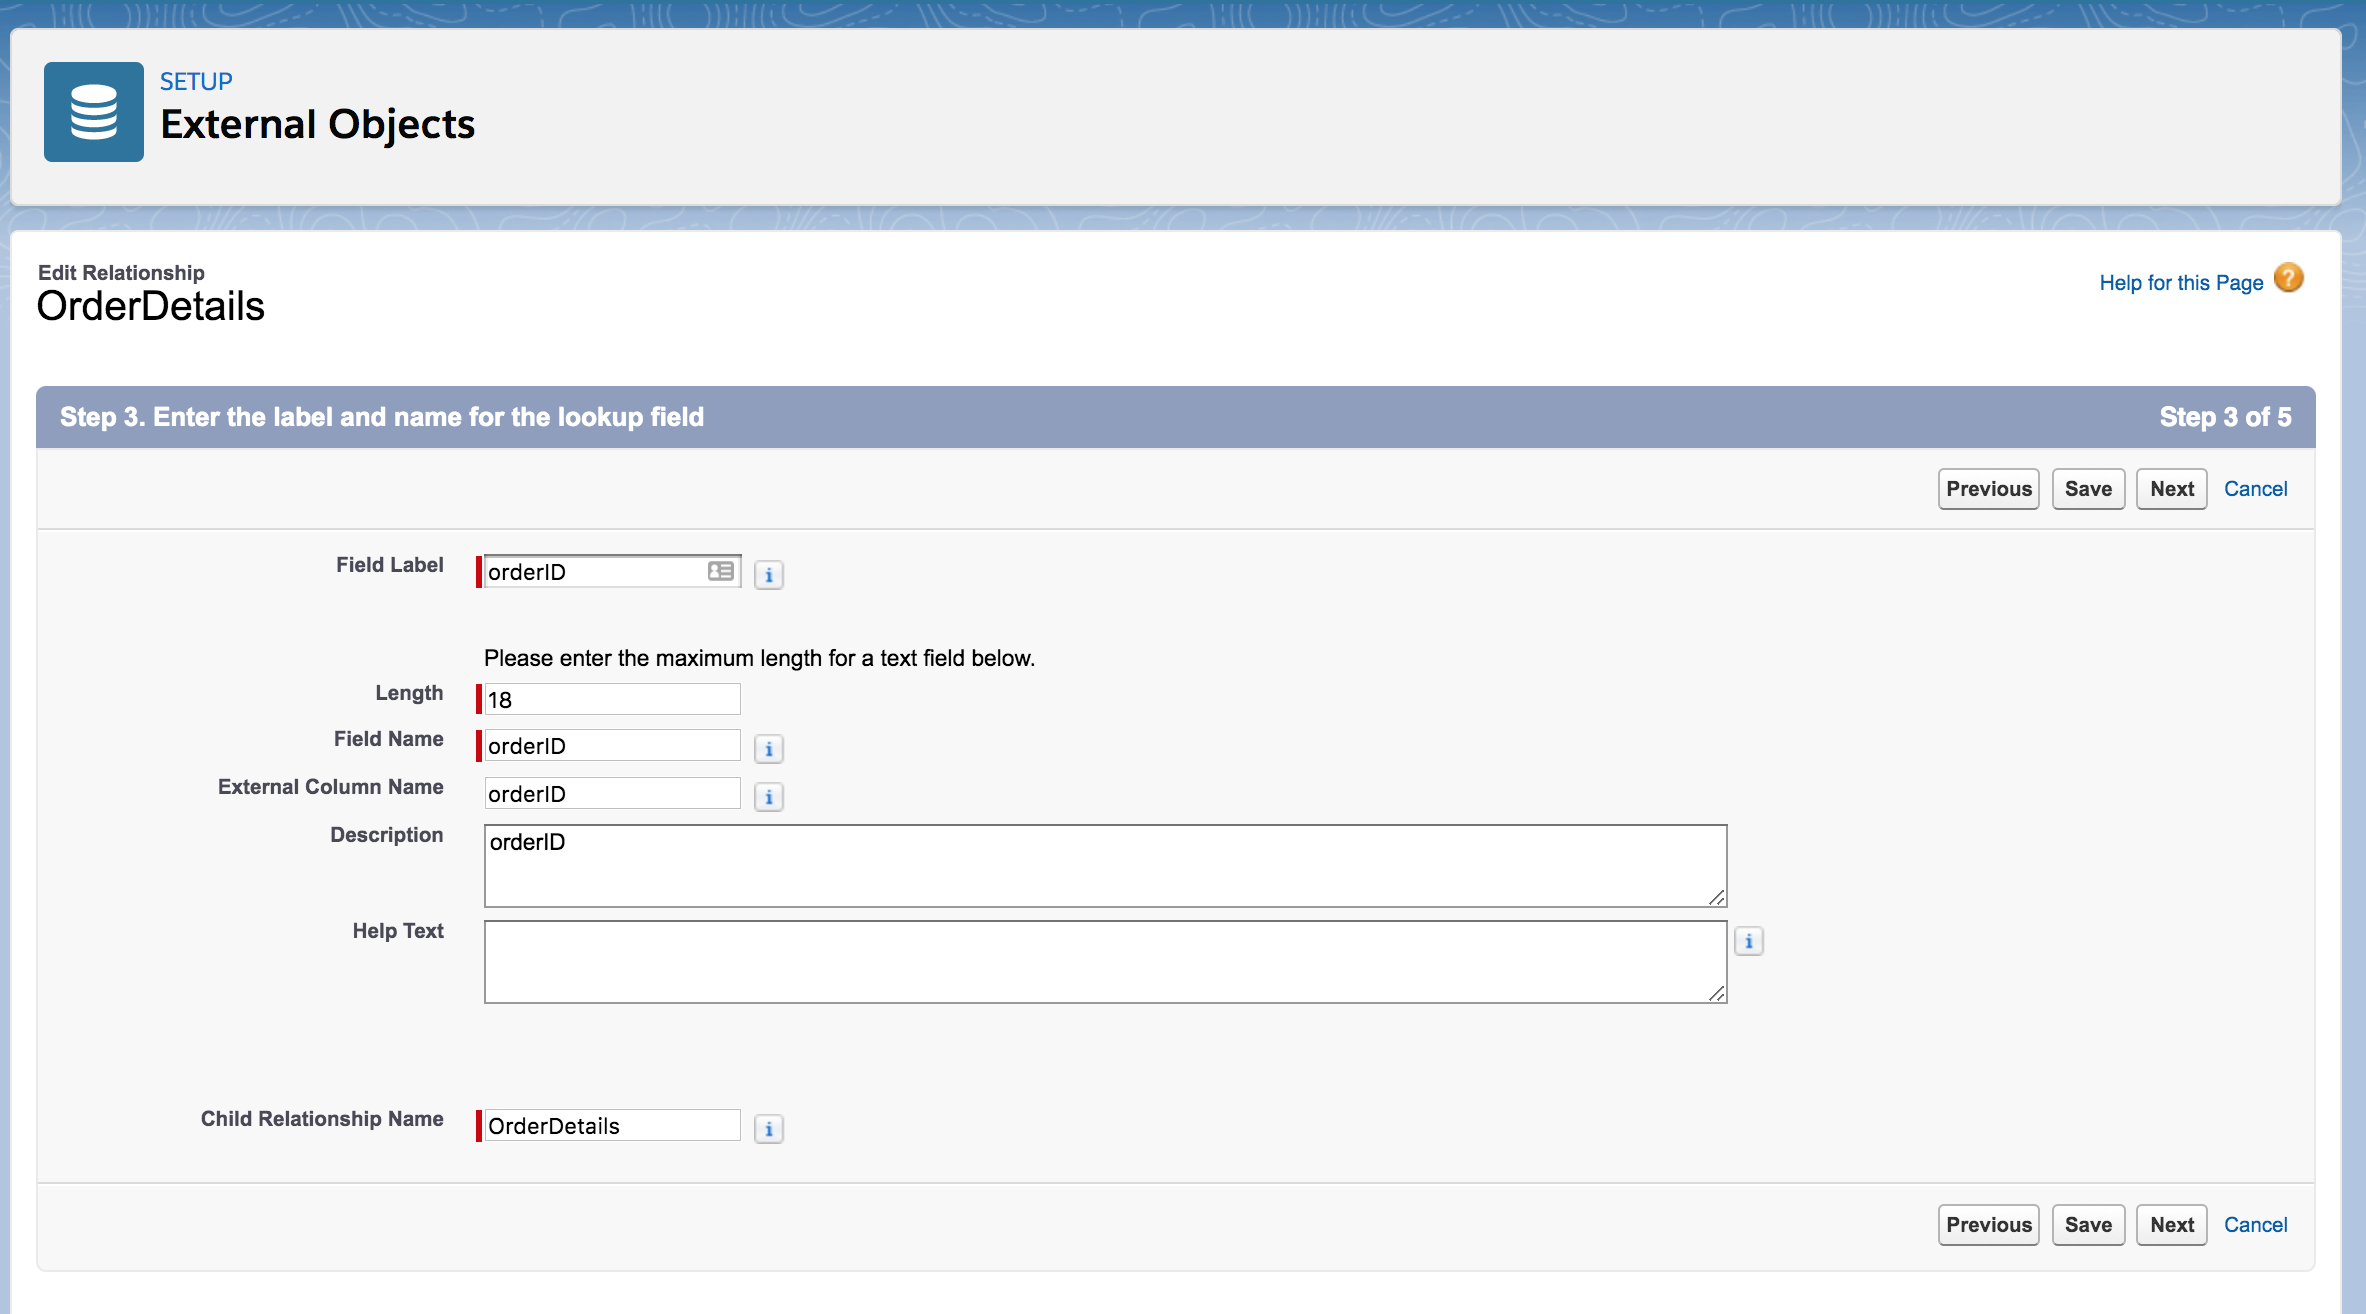 SETUP
External Objects
Edit Relationship
OrderDetails
Help for this Page ?
Step 3. Enter the label and name for the lookup field Step 3 of 5
Previous Save Next Cancel
Field Label orderID i
Please enter the maximum length for a text field below.
Length 18
Field Name orderID i
External Column Name orderID i
Description orderID
Help Text i
Child Relationship Name OrderDetails i
Previous Save Next Cancel